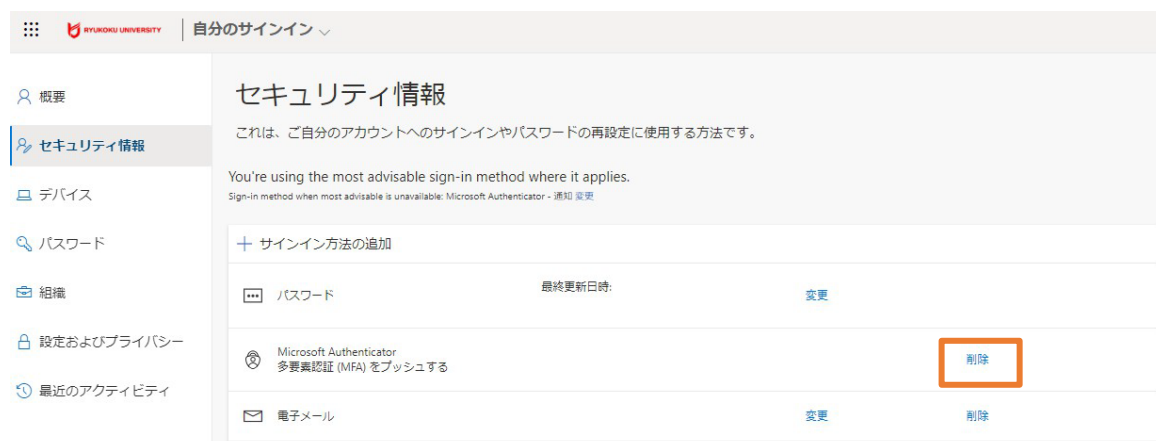 RYUKOKU UNIVERSITY
自分のサインイン
概要
セキュリティ情報
デバイス
パスワード
組織
設定およびプライバシー
最近のアクティビティ
セキュリティ情報
これは、ご自分のアカウントへのサインインやパスワードの再設定に使用する方法です。
You're using the most advisable sign-in method where it applies.
Sign-in method when most advisable is unavailable: Microsoft Authenticator - 通知 変更
サインイン方法の追加
パスワード 最終更新日時: 変更
Microsoft Authenticator
多要素認証 (MFA) をプッシュする 削除
電子メール 変更 削除